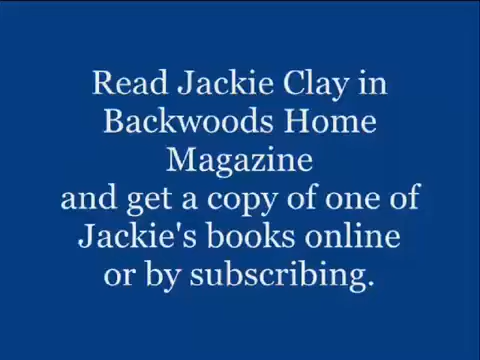 Read Jackie Clay in
Backwoods Home
Magazine
and get a copy of one of
Jackie's books online
or by subscribing.